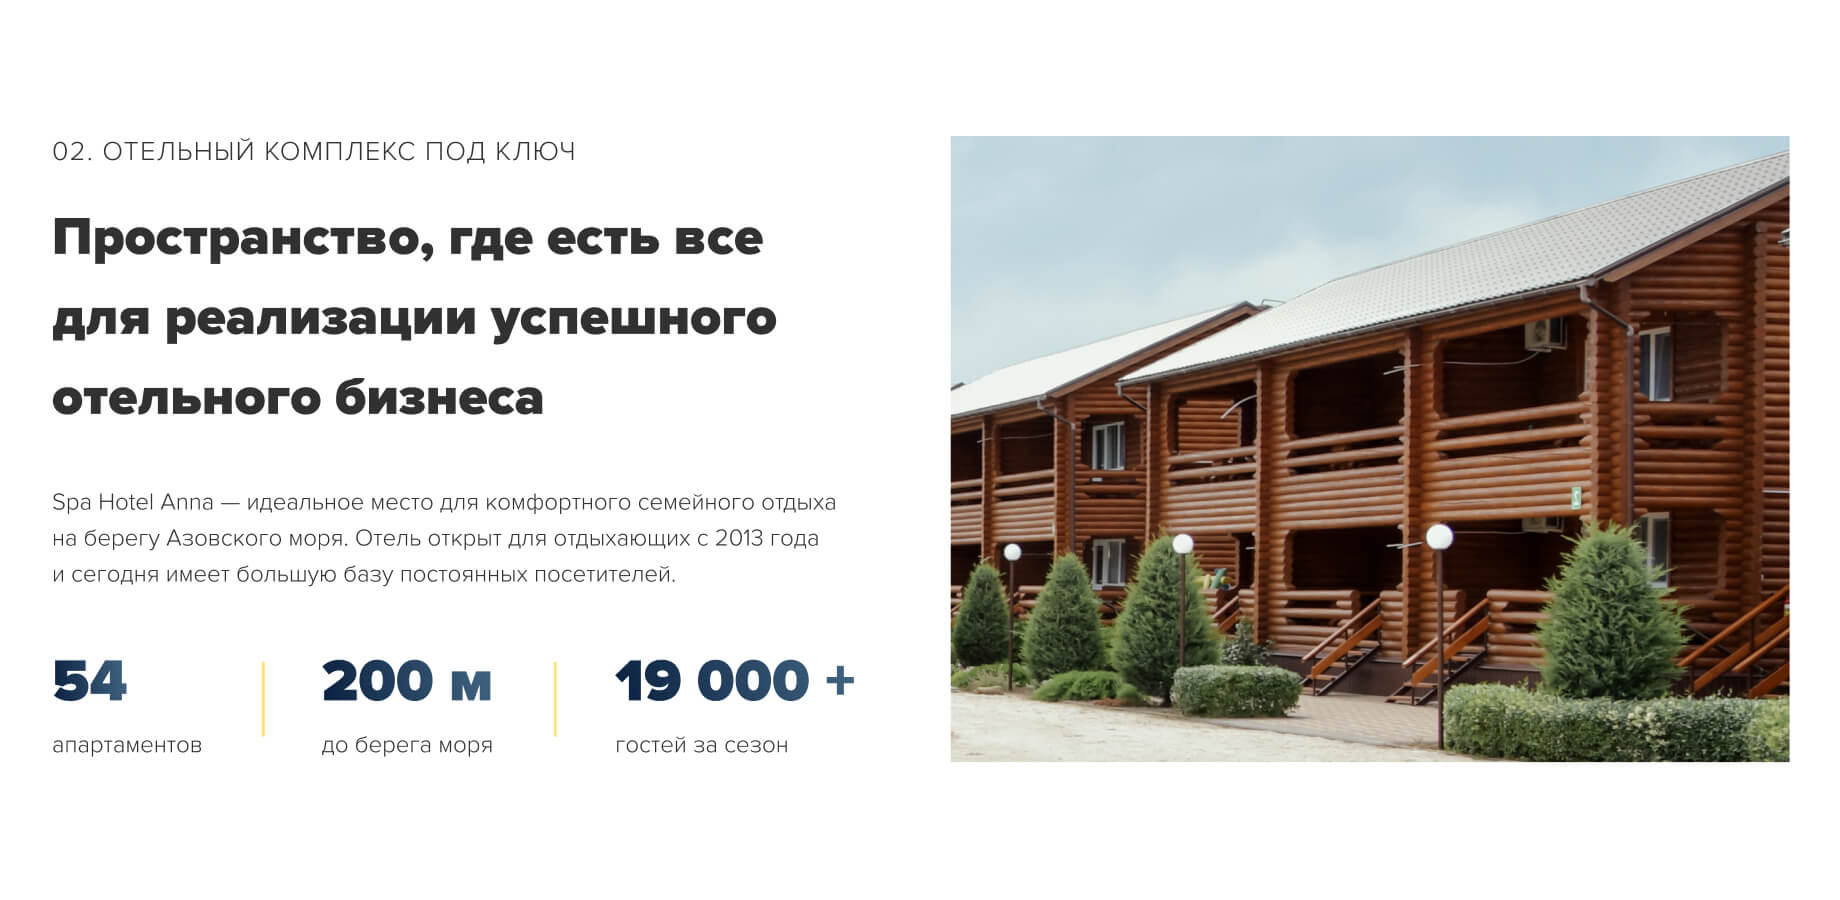 02. ОТЕЛЬНЫЙ КОМПЛЕКС ПОД КЛЮЧ
Пространство, где есть все
для реализации успешного
отельного бизнеса
Spa Hotel Anna — идеальное место для комфортного семейного отдыха
на берегу Азовского моря. Отель открыт для отдыхающих с 2013 года
и сегодня имеет большую базу постоянных посетителей.
54
апартаментов
200 м
до берега моря
19 000 +
гостей за сезон